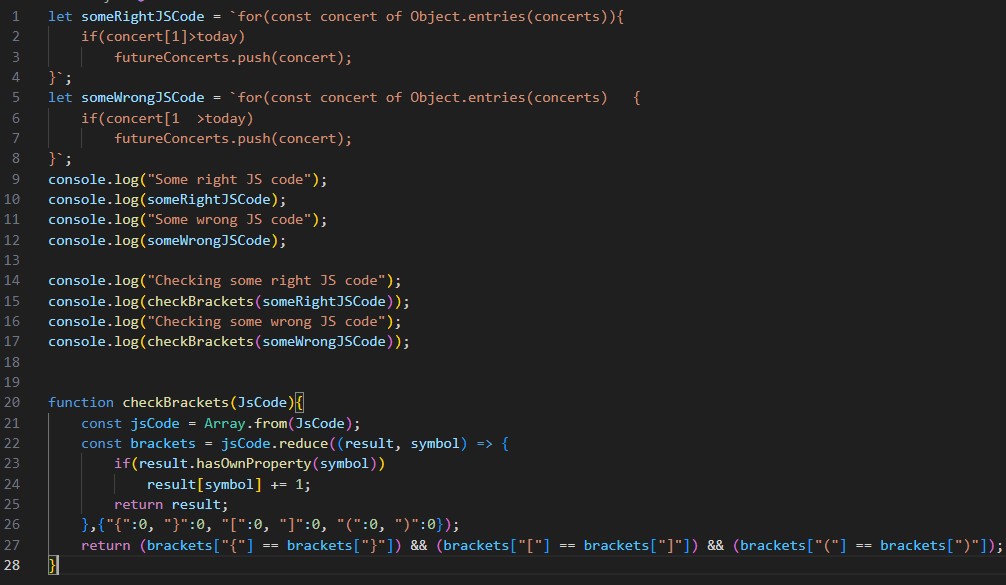 1 let someRightJSCode = `for(const concert of Object.entries(concerts)){
2 if(concert[1]>today)
3 futureConcerts.push(concert);
4 }`;
5 let someWrongJSCode = `for(const concert of Object.entries(concerts)   {
6 if(concert[1  >today)
7 futureConcerts.push(concert);
8 }`;
9 console.log("Some right JS code");
10 console.log(someRightJSCode);
11 console.log("Some wrong JS code");
12 console.log(someWrongJSCode);
13
14 console.log("Checking some right JS code");
15 console.log(checkBrackets(someRightJSCode));
16 console.log("Checking some wrong JS code");
17 console.log(checkBrackets(someWrongJSCode));
18
19
20 function checkBrackets(JsCode){
21 const jsCode = Array.from(JsCode);
22 const brackets = jsCode.reduce((result, symbol) => {
23 if(result.hasOwnProperty(symbol))
24 result[symbol] += 1;
25 return result;
26 },{"{":0, "}":0, "[":0, "]":0, "(":0, ")":0});
27 return (brackets["{"] == brackets["}"]) && (brackets["["] == brackets["]"]) && (brackets["("] == brackets[")"]);
28 }